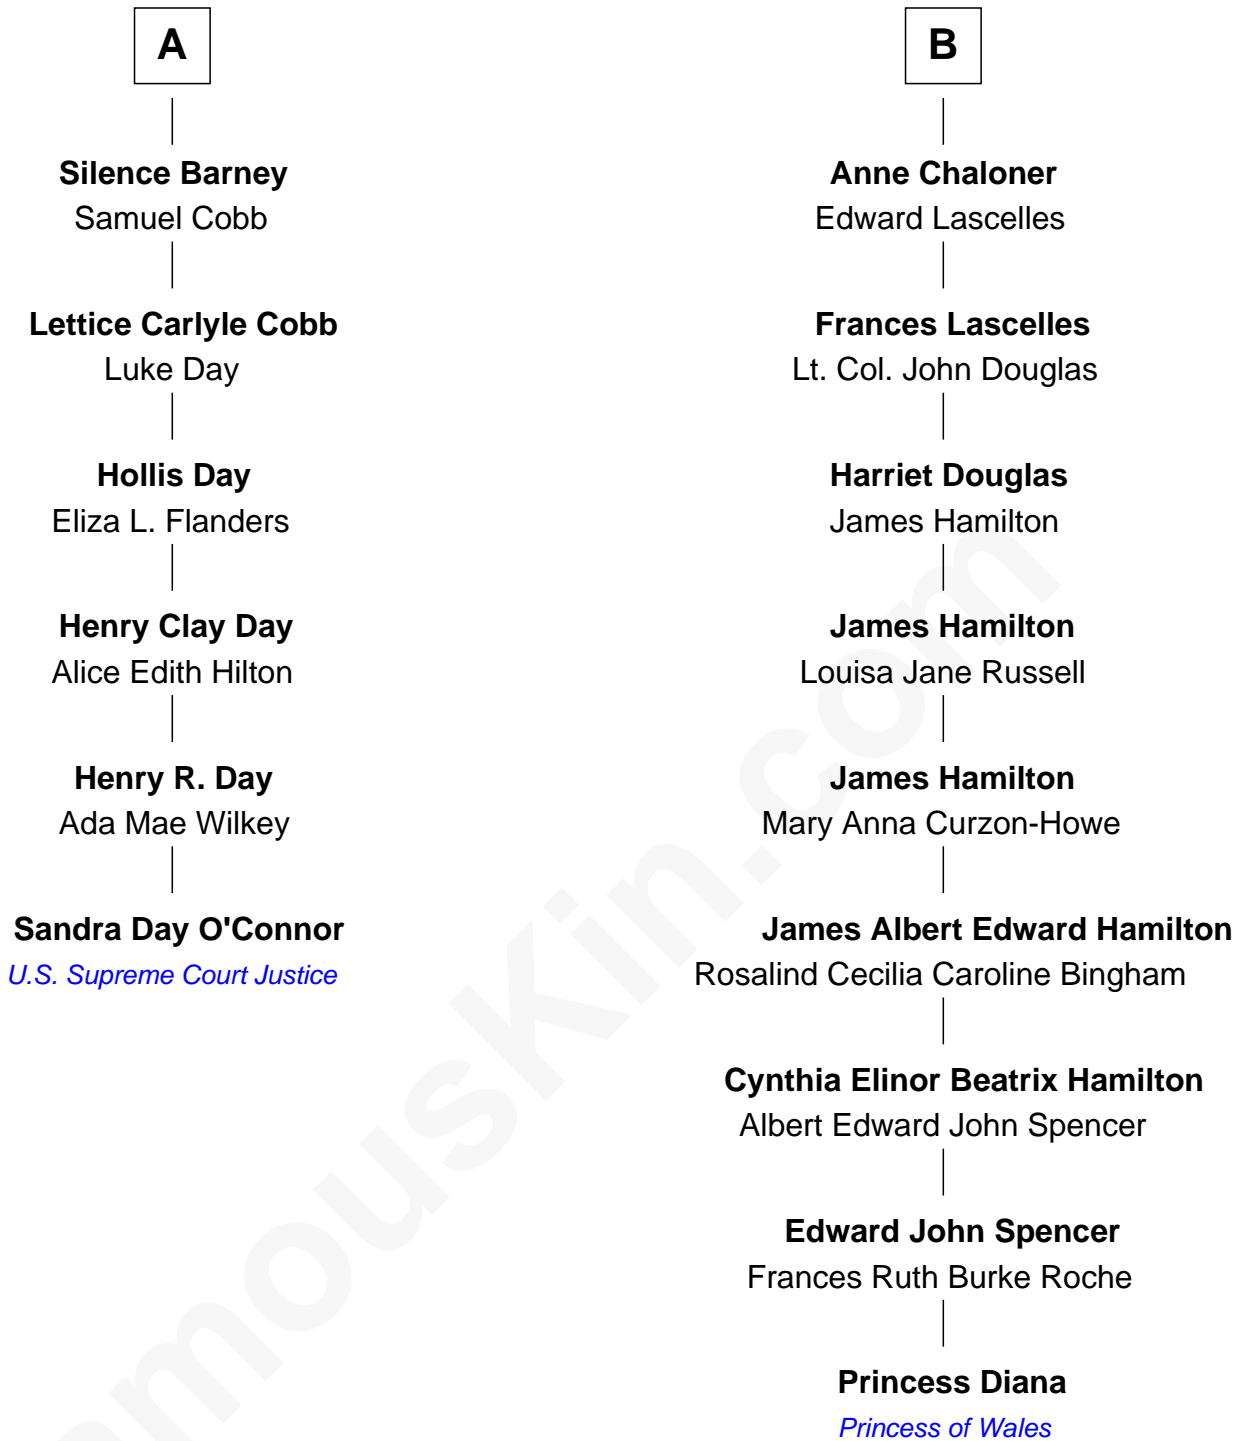 A
Silence Barney
Samuel Cobb
Lettice Carlyle Cobb
Luke Day
Hollis Day
Eliza L. Flanders
Henry Clay Day
Alice Edith Hilton
Henry R. Day
Ada Mae Wilkey
Sandra Day O'Connor
U.S. Supreme Court Justice
B
Anne Chaloner
Edward Lascelles
Frances Lascelles
Lt. Col. John Douglas
Harriet Douglas
James Hamilton
James Hamilton
Louisa Jane Russell
James Hamilton
Mary Anna Curzon-Howe
James Albert Edward Hamilton
Rosalind Cecilia Caroline Bingham
Cynthia Elinor Beatrix Hamilton
Albert Edward John Spencer
Edward John Spencer
Frances Ruth Burke Roche
Princess Diana
Princess of Wales
mousKin.com